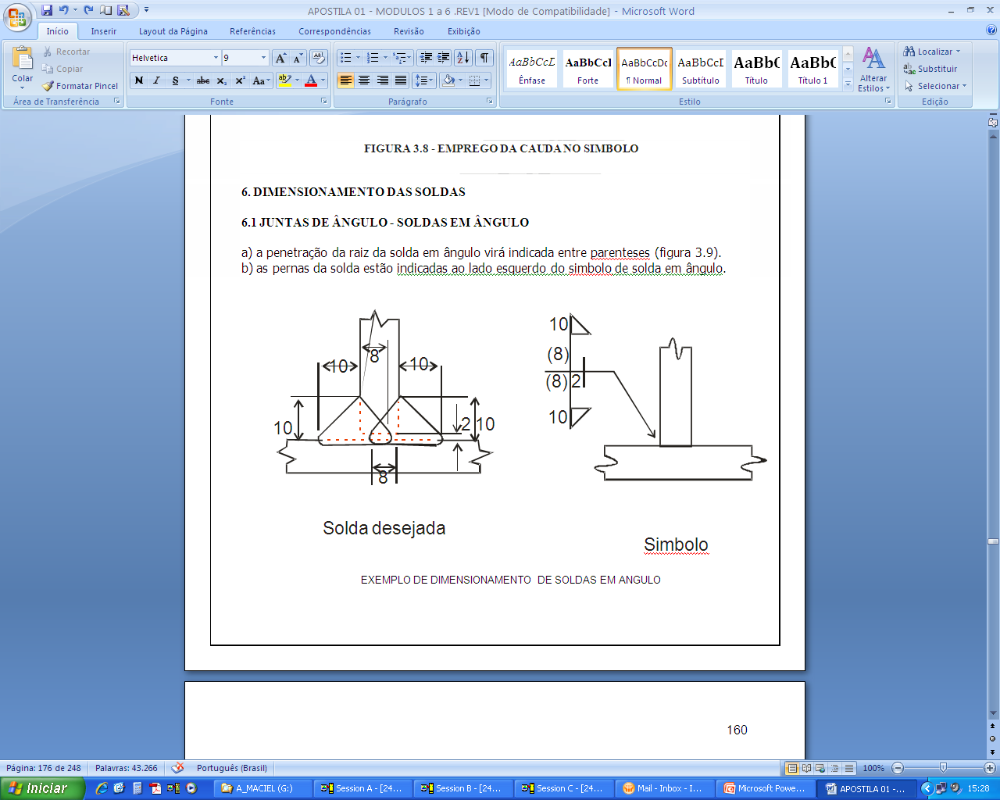 APOSTILA 01 - MODULOS 1 a 6 .REV1 [Modo de Compatibilidade] - Microsoft Word
Início Inserir Layout da Página Referências Correspondências Revisão Exibição
Colar
Recortar
Copiar
Formatar Pincel
Área de Transferência
Helvetica 9
N I S abc x₂ x² Aa
Fonte
Parágrafo
AaBbCcL AaBbCcI AaBbCcDc AaBbCcI AaBbC AaBbC
Ênfase Forte ¶ Normal Subtítulo Título Título 1
Alterar
Estilos
Estilo
Localizar
Substituir
Selecionar
Edição
FIGURA 3.8 - EMPREGO DA CAUDA NO SIMBOLO
6. DIMENSIONAMENTO DAS SOLDAS
6.1 JUNTAS DE ÂNGULO - SOLDAS EM ÂNGULO
a) a penetração da raiz da solda em ângulo virá indicada entre parenteses (figura 3.9).
b) as pernas da solda estão indicadas ao lado esquerdo do simbolo de solda em ângulo.
8
10 10
10
2 10
8
10
(8)
(8) 2
10
Solda desejada
Simbolo
EXEMPLO DE DIMENSIONAMENTO DE SOLDAS EM ANGULO
160
Página: 176 de 248 Palavras: 43.266 Português (Brasil) 100%
Iniciar A_MACIEL (G:) Session A - [24... Session B - [24... Session C - [24... Mail - Inbox - I... Microsoft Powe... APOSTILA 01 -... 15:28